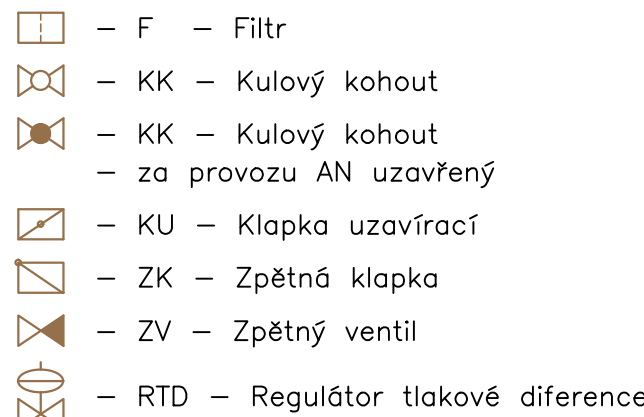 – F – Filtr
– KK – Kulový kohout
– KK – Kulový kohout
– za provozu AN uzavřený
– KU – Klapka uzavírací
– ZK – Zpětná klapka
– ZV – Zpětný ventil
– RTD – Regulátor tlakové diference